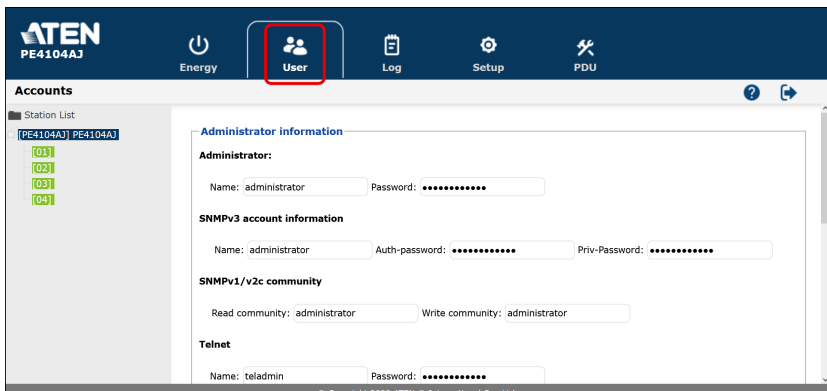 ATEN
PE4104AJ
Energy
User
Log
Setup
PDU
Accounts
?
Station List
[PE4104AJ] PE4104AJ
[01]
[02]
[03]
[04]
Administrator information
Administrator:
Name: administrator Password: ••••••••••••
SNMPv3 account information
Name: administrator Auth-password: •••••••••••• Priv-Password: ••••••••••••
SNMPv1/v2c community
Read community: administrator Write community: administrator
Telnet
Name: teladmin Password: ••••••••••••